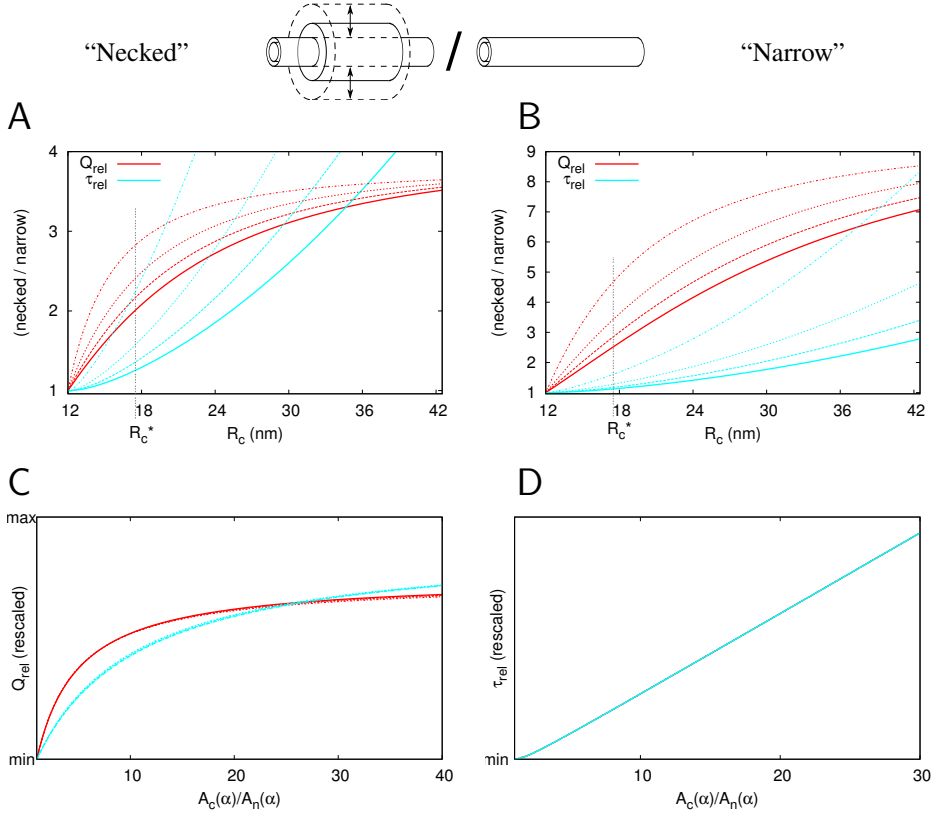 “Necked”
/
“Narrow”
A
B
4
3
2
1
(necked / narrow)
Q_rel
τ_rel
12
18
24
30
36
42
R_c*
R_c (nm)
9
8
7
6
5
4
3
2
1
(necked / narrow)
Q_rel
τ_rel
12
18
24
30
36
42
R_c*
R_c (nm)
C
D
max
min
Q_rel (rescaled)
10
20
30
40
A_c(α)/A_n(α)
min
τ_rel (rescaled)
10
20
30
A_c(α)/A_n(α)